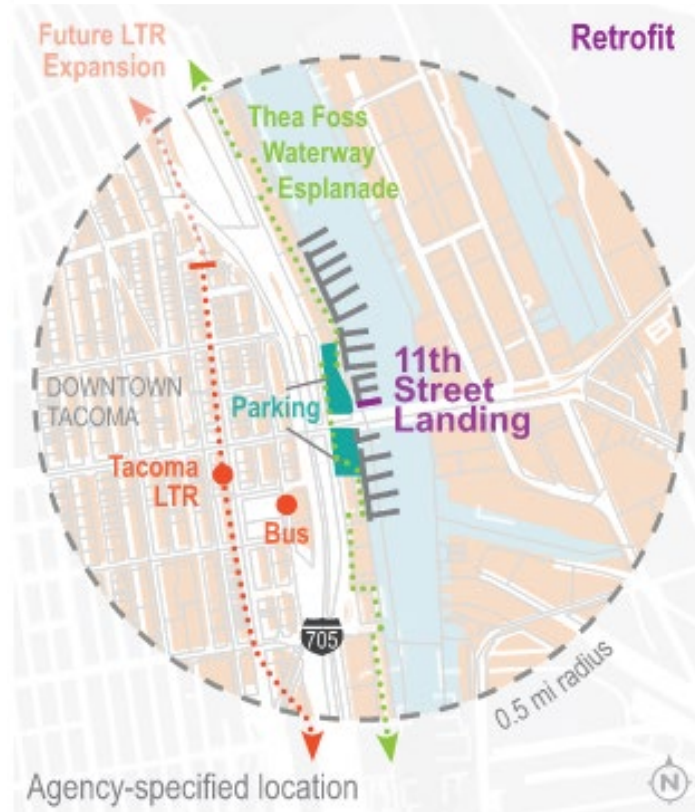 Future LTR
Expansion
Retrofit
Thea Foss
Waterway
Esplanade
11th
Street
Landing
DOWNTOWN
TACOMA
Parking
Tacoma
LTR
Bus
705
0.5 mi radius
Agency-specified location
N